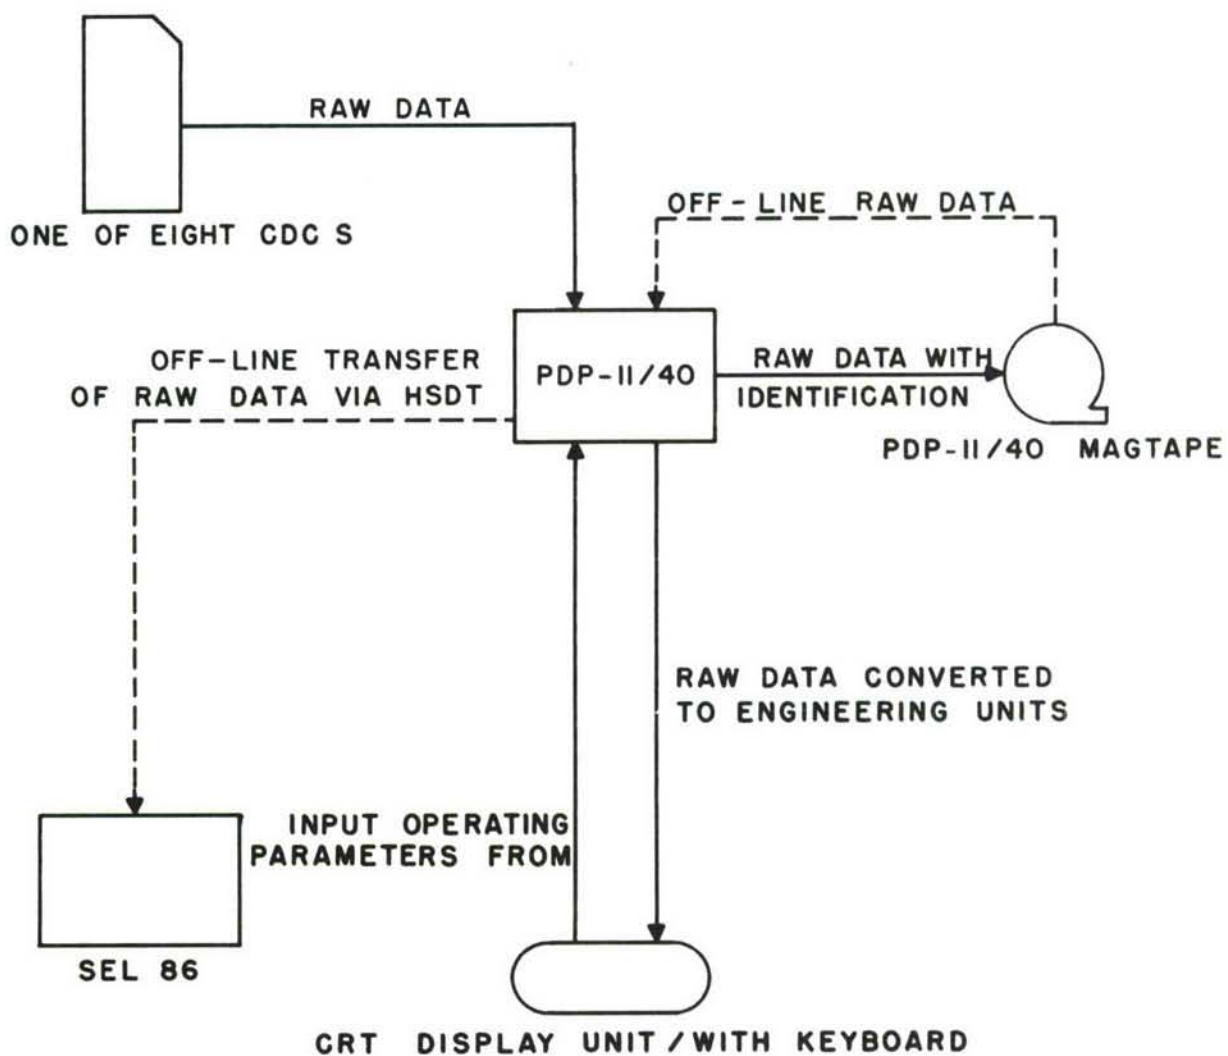 RAW DATA
ONE OF EIGHT CDC S
OFF-LINE RAW DATA
OFF-LINE TRANSFER
OF RAW DATA VIA HSDT
PDP-11/40
RAW DATA WITH
IDENTIFICATION
PDP-11/40 MAGTAPE
RAW DATA CONVERTED
TO ENGINEERING UNITS
INPUT OPERATING
PARAMETERS FROM
SEL 86
CRT DISPLAY UNIT / WITH KEYBOARD